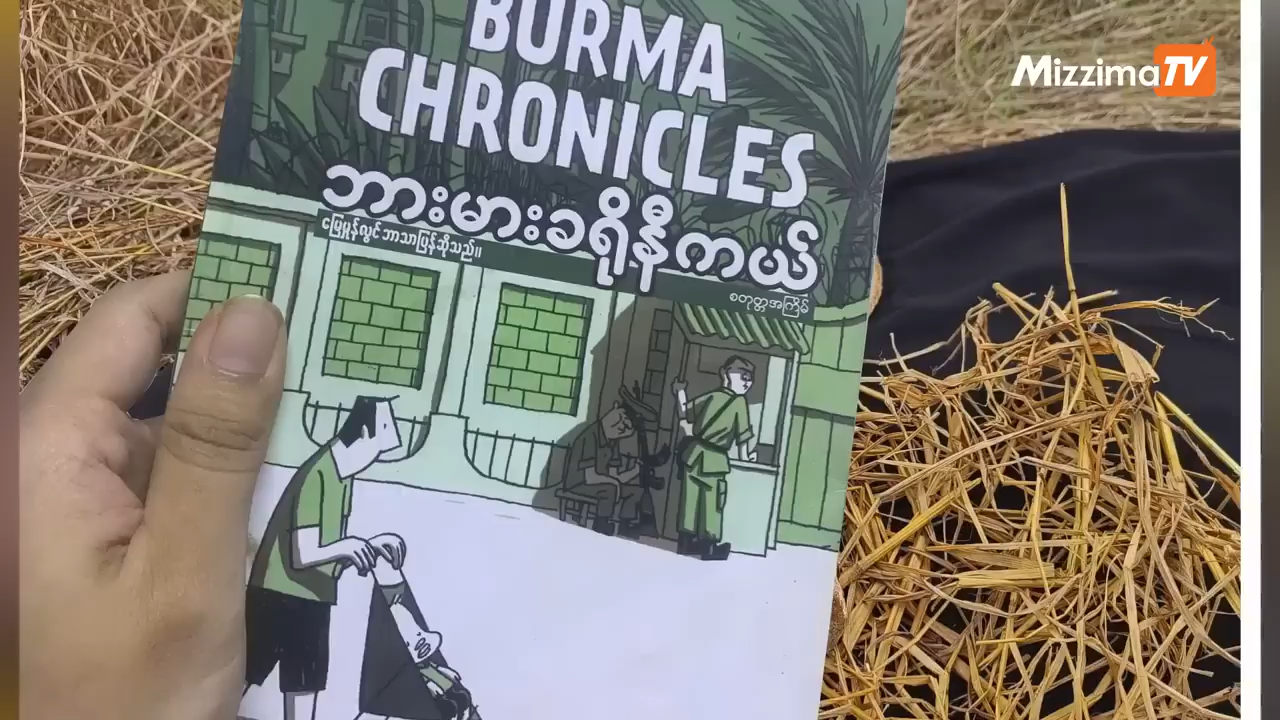 BURMA
CHRONICLES
ဘားမားခရိုနီကယ်
မြေမှုန်လွင်ဘာသာပြန်ဆိုသည်။
စတုတ္ထအကြိမ်
MizzimaTV